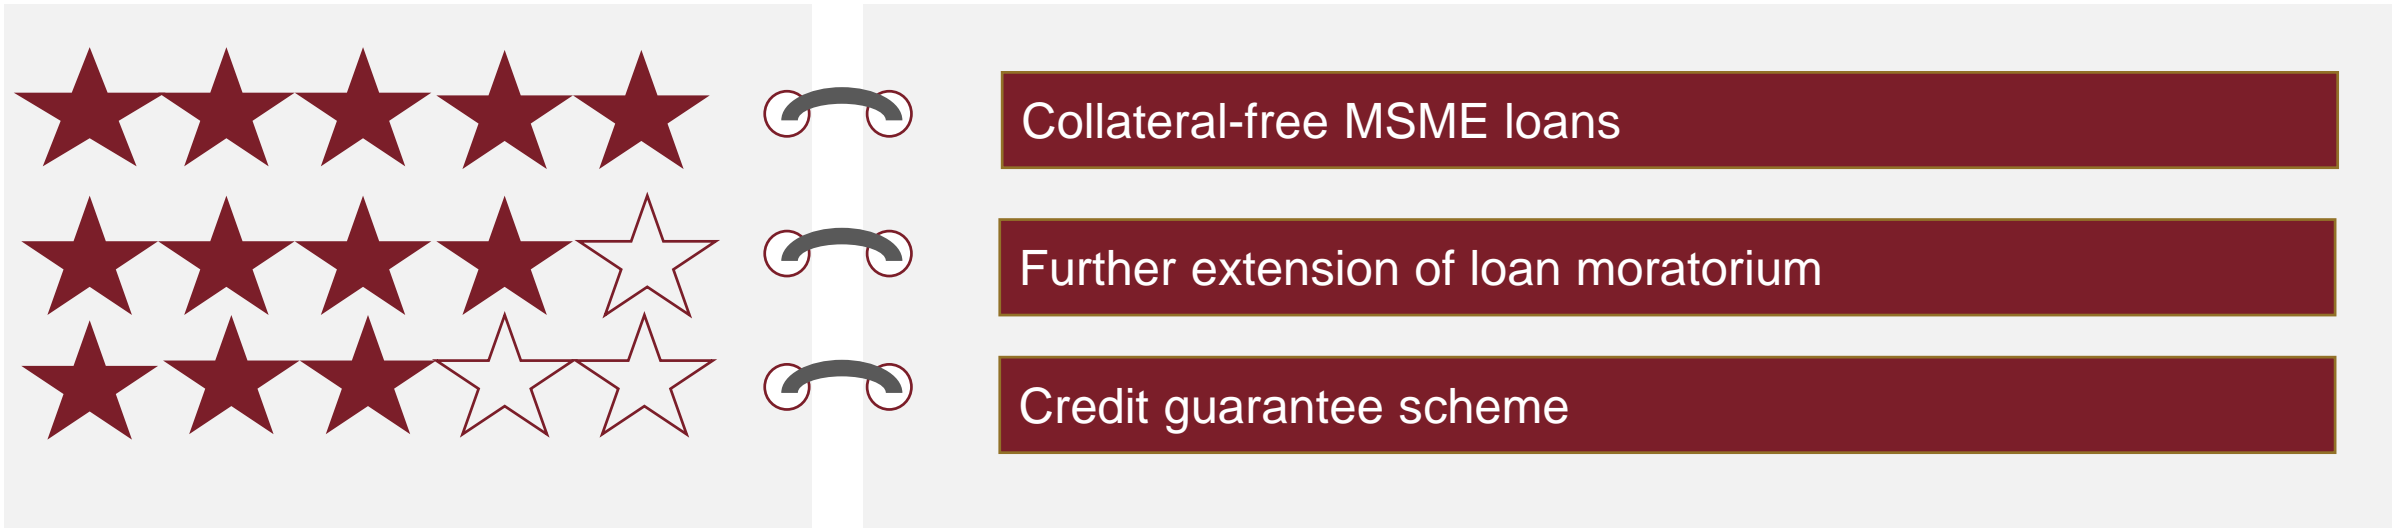 Collateral-free MSME loans
Further extension of loan moratorium
Credit guarantee scheme